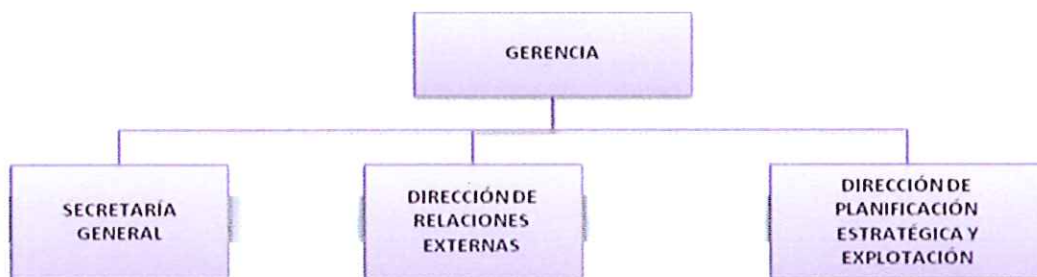 GERENCIA
SECRETARÍA
GENERAL
DIRECCIÓN DE
RELACIONES
EXTERNAS
DIRECCIÓN DE
PLANIFICACIÓN
ESTRATÉGICA Y
EXPLOTACIÓN